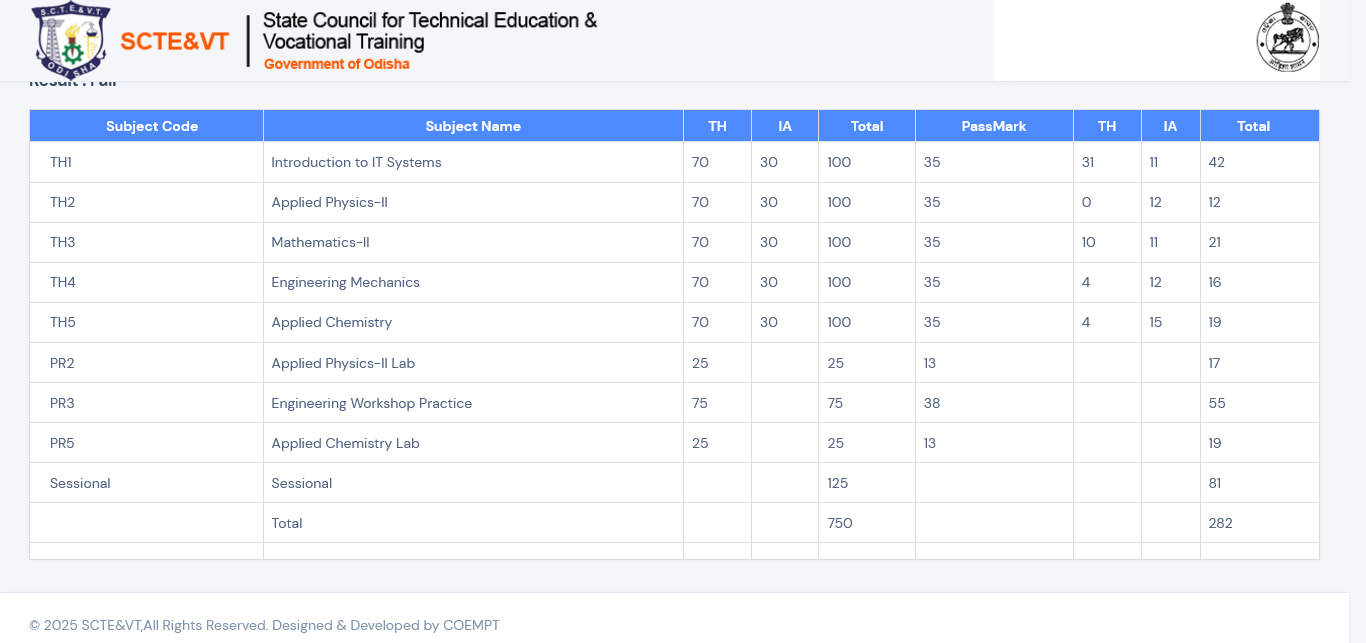 S.C.T.E.&V.T.
ODISHA
SCTE&VT
State Council for Technical Education &
Vocational Training
Government of Odisha
Result : Fail
Subject Code Subject Name TH IA Total PassMark TH IA Total
TH1 Introduction to IT Systems 70 30 100 35 31 11 42
TH2 Applied Physics-II 70 30 100 35 0 12 12
TH3 Mathematics-II 70 30 100 35 10 11 21
TH4 Engineering Mechanics 70 30 100 35 4 12 16
TH5 Applied Chemistry 70 30 100 35 4 15 19
PR2 Applied Physics-II Lab 25 25 13 17
PR3 Engineering Workshop Practice 75 75 38 55
PR5 Applied Chemistry Lab 25 25 13 19
Sessional Sessional 125 81
Total 750 282
© 2025 SCTE&VT,All Rights Reserved. Designed & Developed by COEMPT